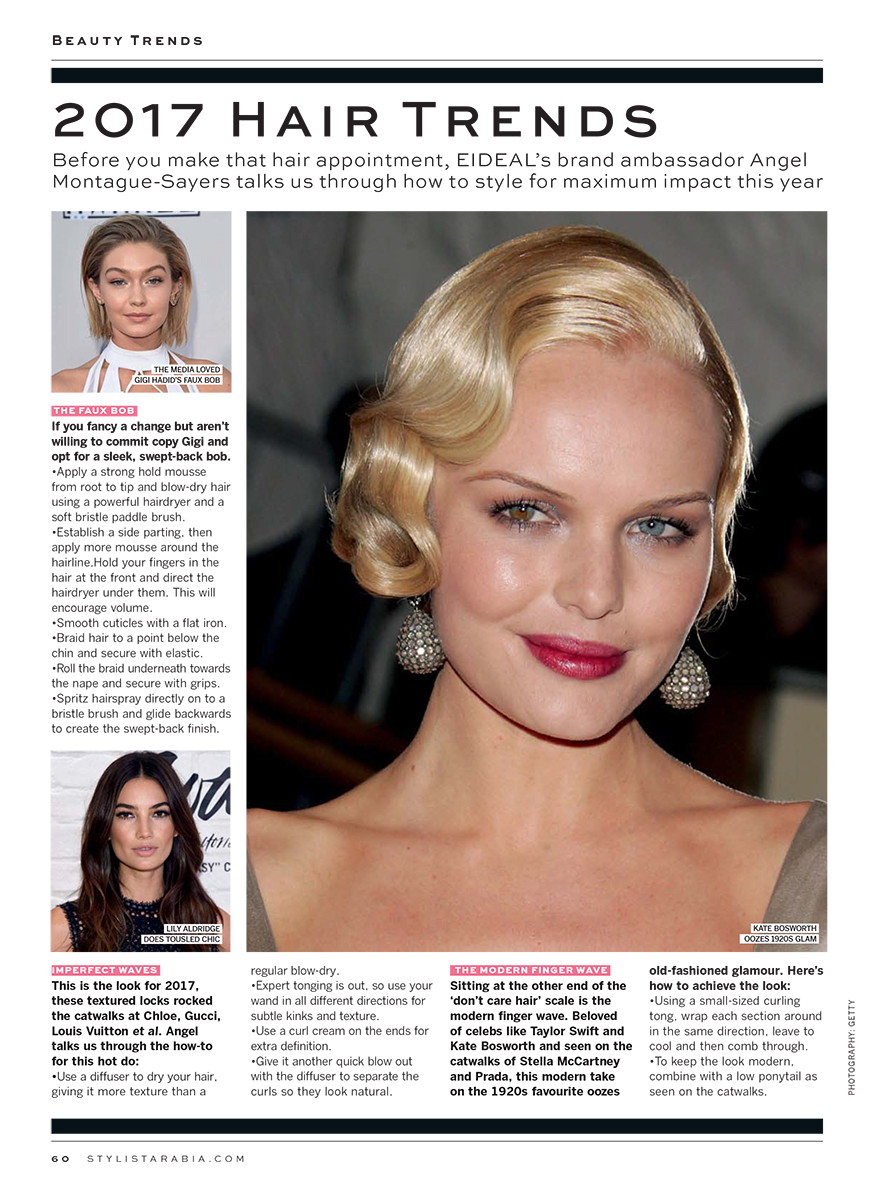 BEAUTY TRENDS
2017 HAIR TRENDS
Before you make that hair appointment, EIDEAL's brand ambassador Angel
Montague-Sayers talks us through how to style for maximum impact this year
THE MEDIA LOVED
GIGI HADID'S FAUX BOB
THE FAUX BOB
If you fancy a change but aren't
willing to commit copy Gigi and
opt for a sleek, swept-back bob.
•Apply a strong hold mousse
from root to tip and blow-dry hair
using a powerful hairdryer and a
soft bristle paddle brush.
•Establish a side parting, then
apply more mousse around the
hairline.Hold your fingers in the
hair at the front and direct the
hairdryer under them. This will
encourage volume.
•Smooth cuticles with a flat iron.
•Braid hair to a point below the
chin and secure with elastic.
•Roll the braid underneath towards
the nape and secure with grips.
•Spritz hairspray directly on to a
bristle brush and glide backwards
to create the swept-back finish.
SY" C
LILY ALDRIDGE
DOES TOUSLED CHIC
KATE BOSWORTH
OOZES 1920S GLAM
IMPERFECT WAVES
This is the look for 2017,
these textured locks rocked
the catwalks at Chloe, Gucci,
Louis Vuitton et al. Angel
talks us through the how-to
for this hot do:
•Use a diffuser to dry your hair,
giving it more texture than a
regular blow-dry.
•Expert tonging is out, so use your
wand in all different directions for
subtle kinks and texture.
•Use a curl cream on the ends for
extra definition.
•Give it another quick blow out
with the diffuser to separate the
curls so they look natural.
THE MODERN FINGER WAVE
Sitting at the other end of the
'don't care hair' scale is the
modern finger wave. Beloved
of celebs like Taylor Swift and
Kate Bosworth and seen on the
catwalks of Stella McCartney
and Prada, this modern take
on the 1920s favourite oozes
old-fashioned glamour. Here's
how to achieve the look:
•Using a small-sized curling
tong, wrap each section around
in the same direction, leave to
cool and then comb through.
•To keep the look modern,
combine with a low ponytail as
seen on the catwalks.
PHOTOGRAPHY: GETTY
60 STYLISTARABIA.COM